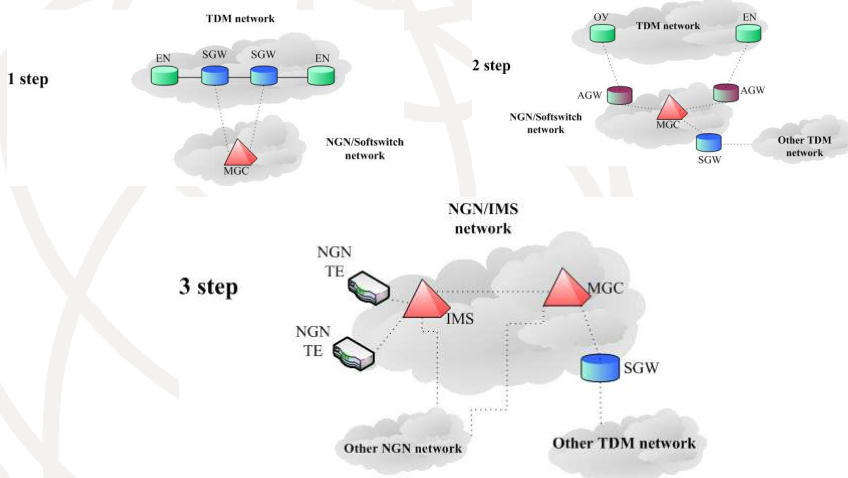 TDM network
EN
SGW
SGW
EN
1 step
NGN/Softswitch
network
MGC
ОУ
TDM network
EN
2 step
AGW
AGW
NGN/Softswitch
network
MGC
SGW
Other TDM
network
NGN/IMS
network
NGN
TE
3 step
MGC
IMS
NGN
TE
SGW
Other NGN network
Other TDM network